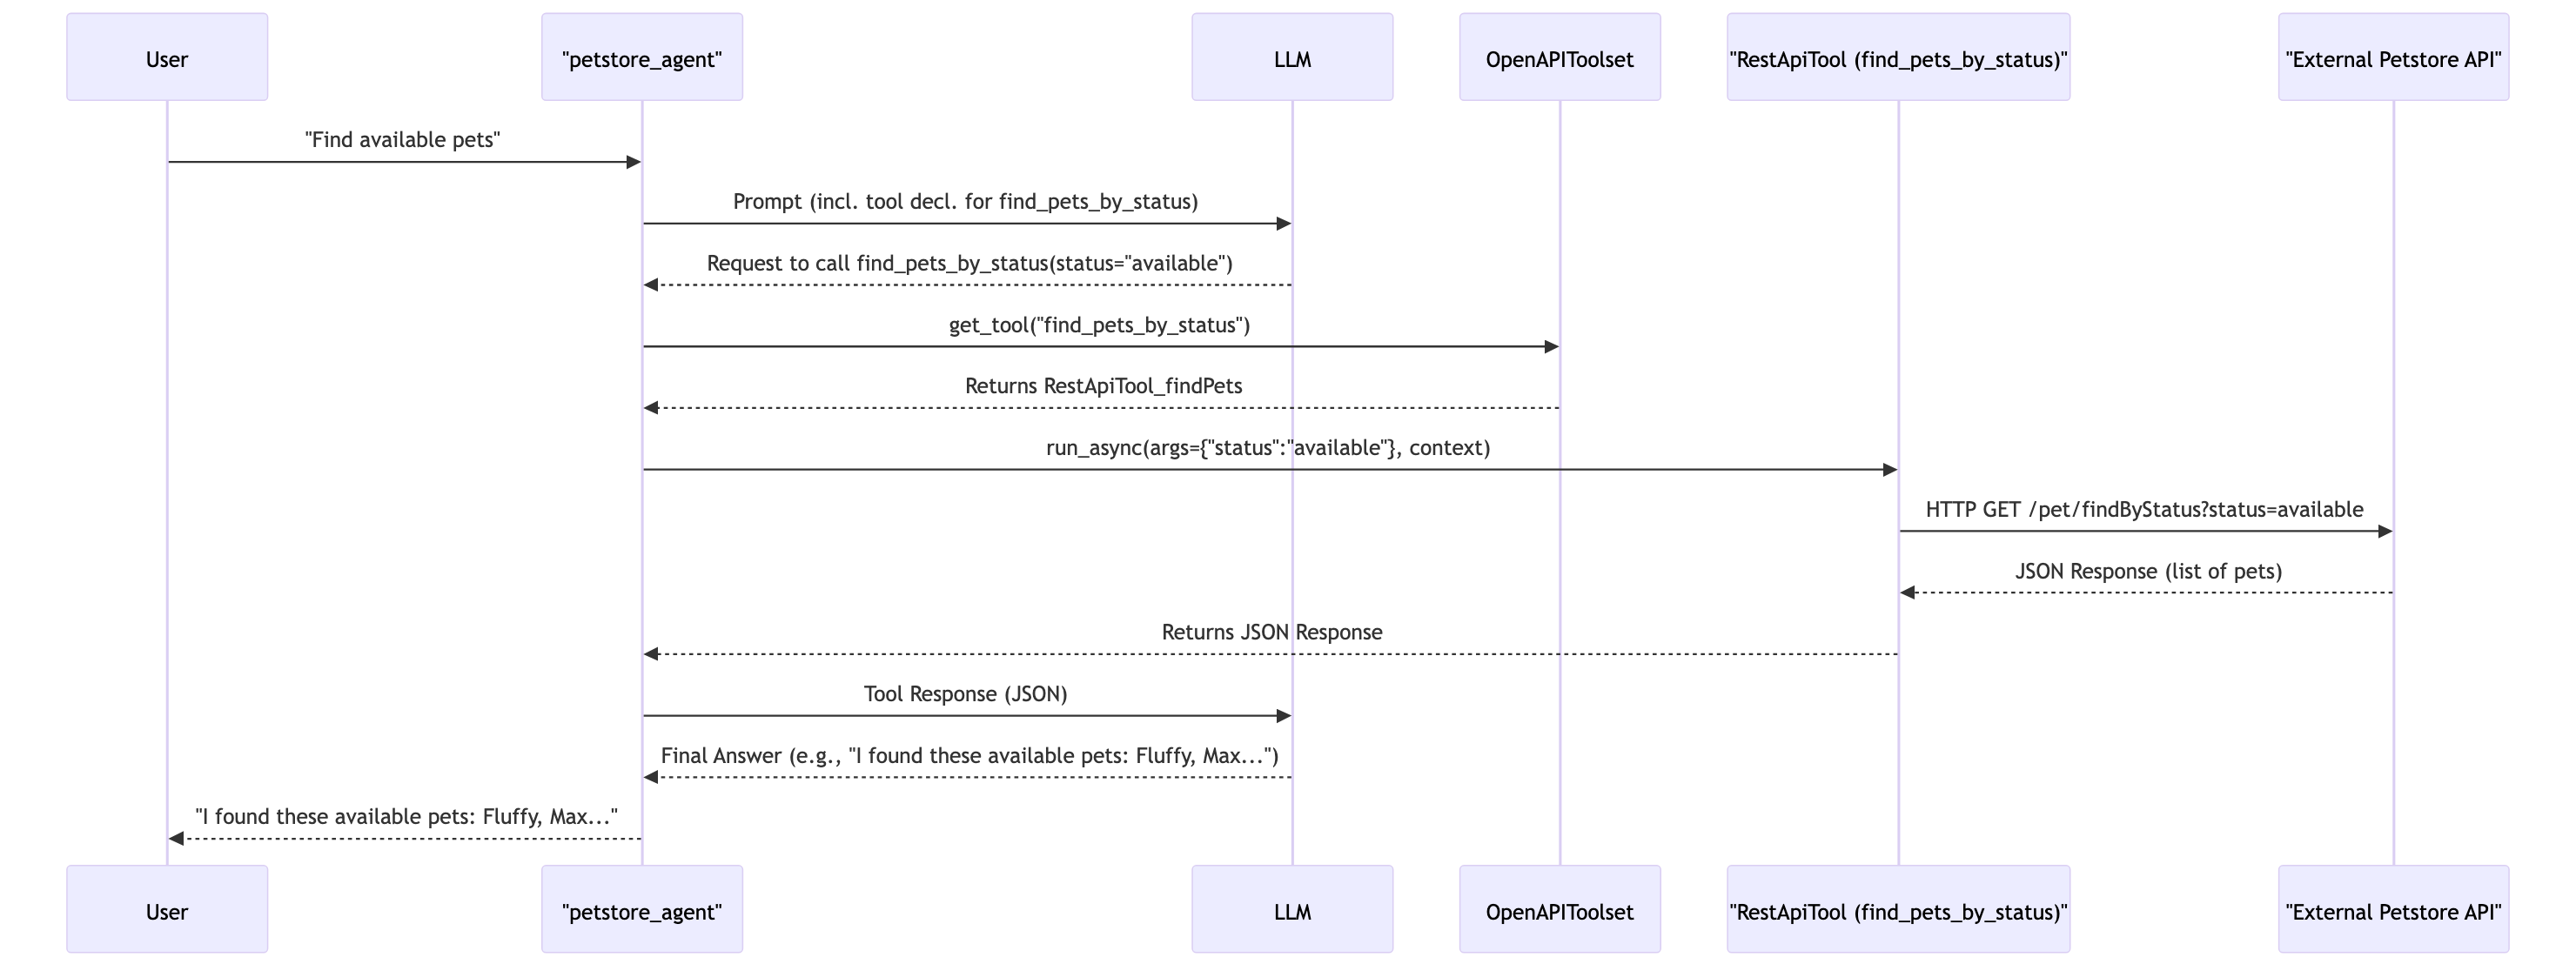 User
"petstore_agent"
LLM
OpenAPIToolset
"RestApiTool (find_pets_by_status)"
"External Petstore API"
"Find available pets"
Prompt (incl. tool decl. for find_pets_by_status)
Request to call find_pets_by_status(status="available")
get_tool("find_pets_by_status")
Returns RestApiTool_findPets
run_async(args={"status":"available"}, context)
HTTP GET /pet/findByStatus?status=available
JSON Response (list of pets)
Returns JSON Response
Tool Response (JSON)
Final Answer (e.g., "I found these available pets: Fluffy, Max...")
"I found these available pets: Fluffy, Max..."
User
"petstore_agent"
LLM
OpenAPIToolset
"RestApiTool (find_pets_by_status)"
"External Petstore API"